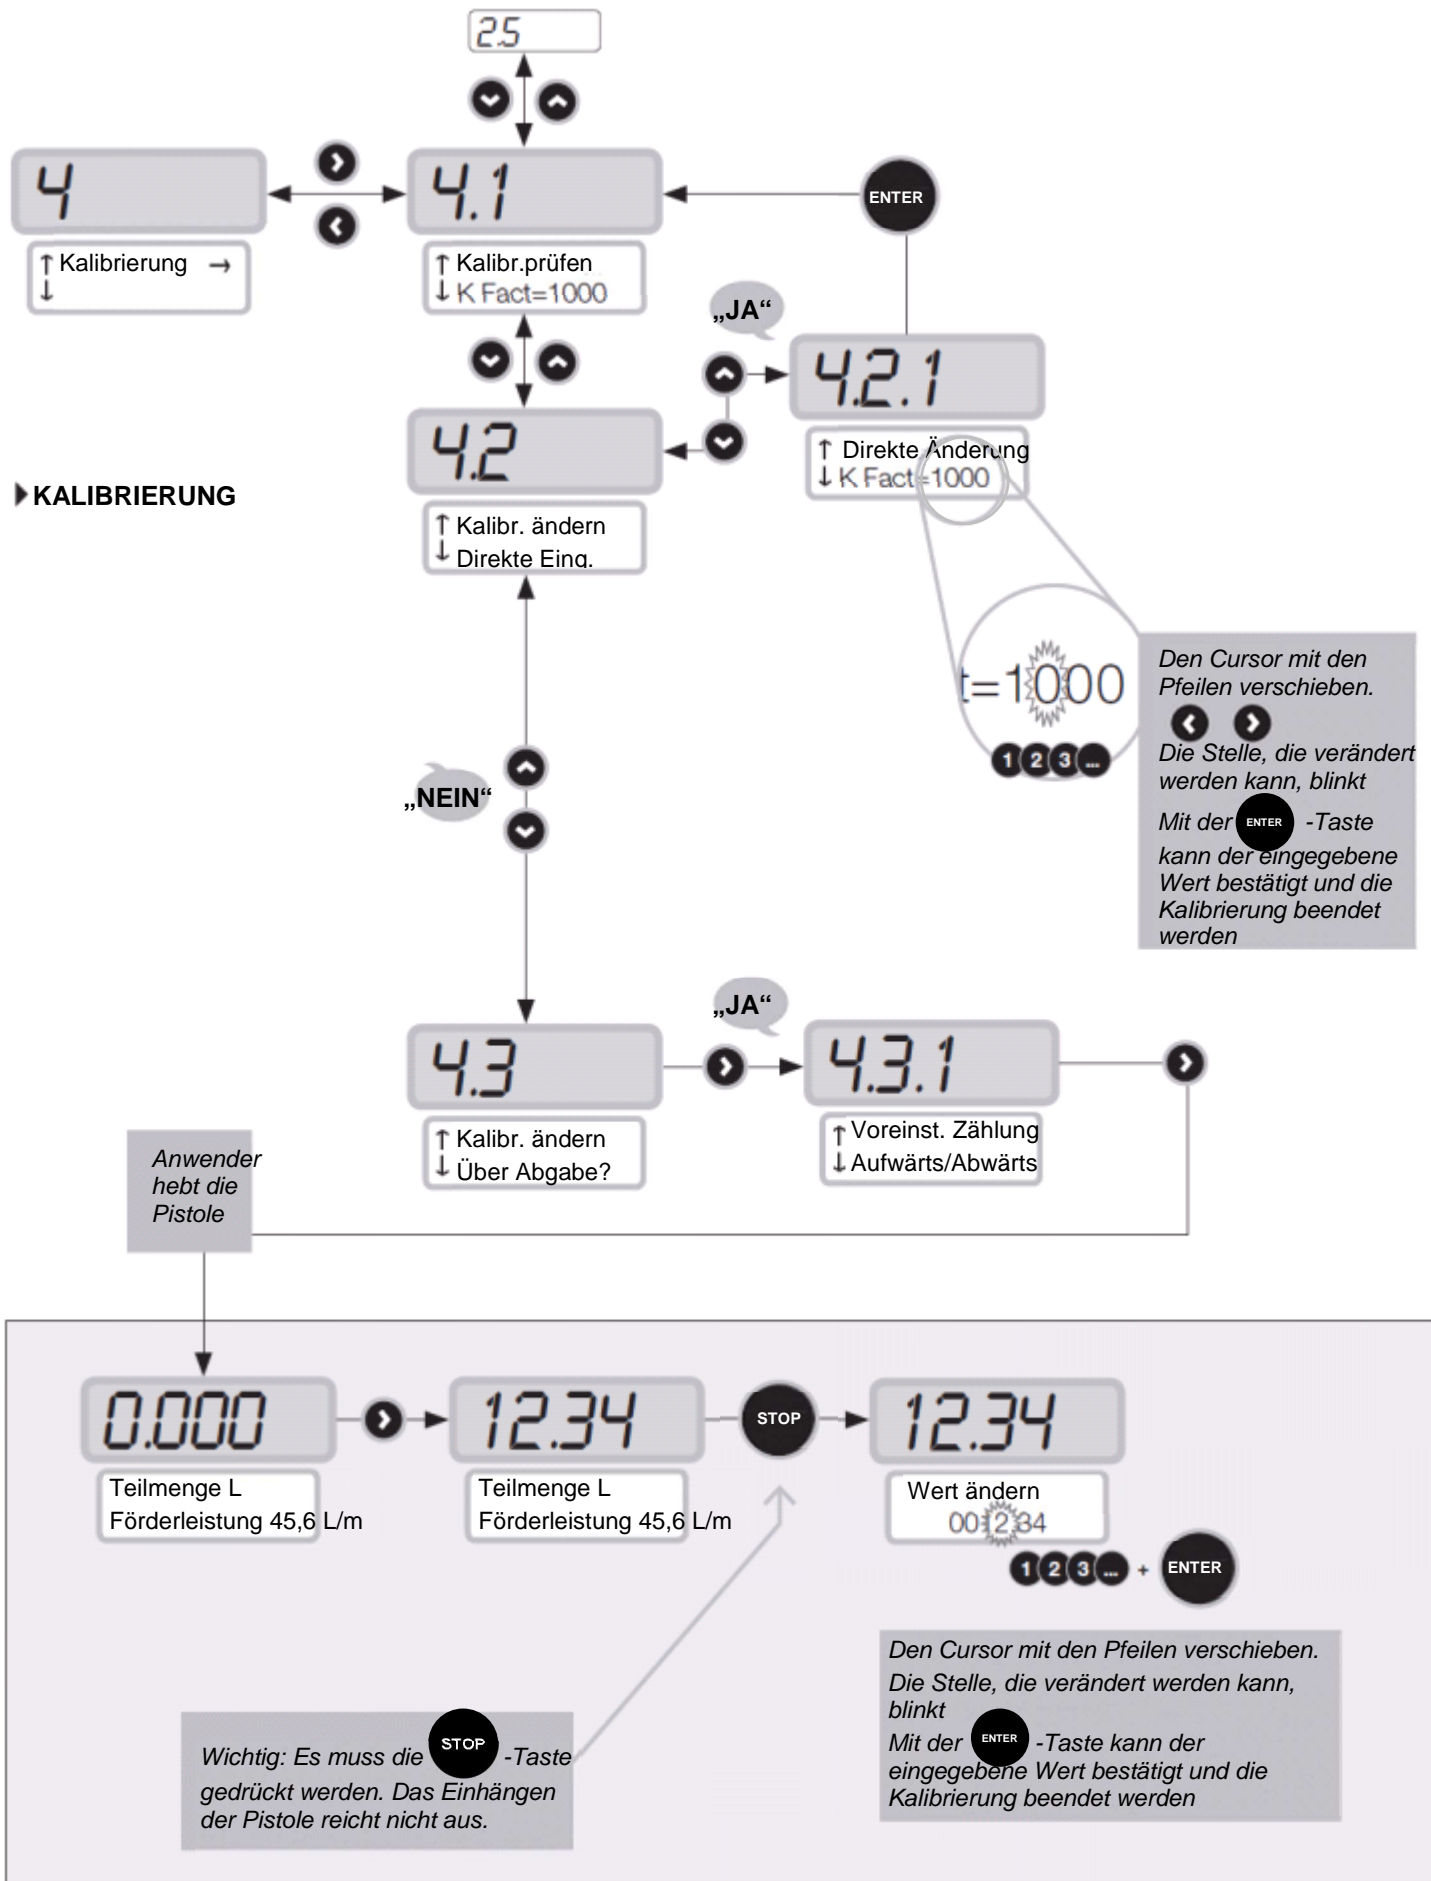 2.5
4
4.1
ENTER
↑ Kalibrierung →
↓
↑ Kalibr.prüfen
↓ K Fact=1000
„JA“
4.2.1
4.2
↑ Direkte Änderung
↓ K Fact=1000
KALIBRIERUNG
↑ Kalibr. ändern
↓ Direkte Eing.
t=1000
1 2 3 ...
Den Cursor mit den
Pfeilen verschieben.
Die Stelle, die verändert
werden kann, blinkt
Mit der ENTER -Taste
kann der eingegebene
Wert bestätigt und die
Kalibrierung beendet
werden
„NEIN“
„JA“
4.3
4.3.1
↑ Kalibr. ändern
↓ Über Abgabe?
↑ Voreinst. Zählung
↓ Aufwärts/Abwärts
Anwender
hebt die
Pistole
0.000
12.34
STOP
12.34
Teilmenge L
Förderleistung 45,6 L/m
Teilmenge L
Förderleistung 45,6 L/m
Wert ändern
001234
1 2 3 ... + ENTER
Den Cursor mit den Pfeilen verschieben.
Die Stelle, die verändert werden kann,
blinkt
Mit der ENTER -Taste kann der
eingegebene Wert bestätigt und die
Kalibrierung beendet werden
Wichtig: Es muss die STOP -Taste
gedrückt werden. Das Einhängen
der Pistole reicht nicht aus.